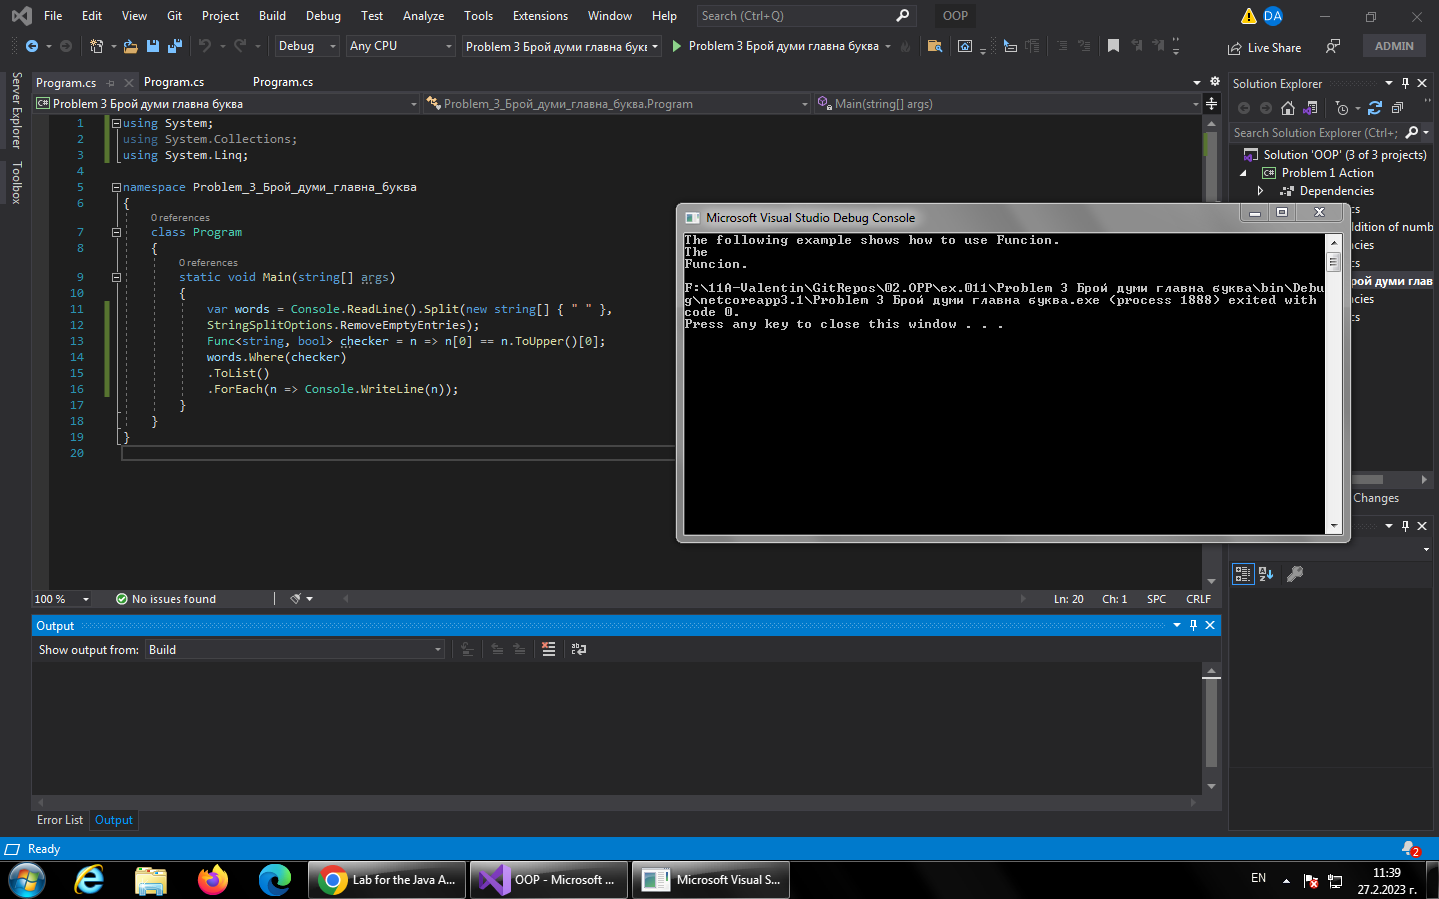 File Edit View Git Project Build Debug Test Analyze Tools Extensions Window Help Search (Ctrl+Q) OOP DA
Debug Any CPU Problem 3 Брой думи главна бук Problem 3 Брой думи главна буква Live Share ADMIN
Server Explorer
Toolbox
Program.cs Program.cs Program.cs
Problem 3 Брой думи главна буква Problem_3_Брой_думи_главна_буква.Program Main(string[] args)
1 using System;
2 using System.Collections;
3 using System.Linq;
4
5 namespace Problem_3_Брой_думи_главна_буква
6 {
0 references
7 class Program
8 {
0 references
9 static void Main(string[] args)
10 {
11 var words = Console.ReadLine().Split(new string[] { " " },
12 StringSplitOptions.RemoveEmptyEntries);
13 Func<string, bool> checker = n => n[0] == n.ToUpper()[0];
14 words.Where(checker)
15 .ToList()
16 .ForEach(n => Console.WriteLine(n));
17 }
18 }
19 }
20
Microsoft Visual Studio Debug Console
The following example shows how to use Funcion.
The
Funcion.
F:\11A-Valentin\GitRepos\02.OPP\ex.011\Problem 3 Брой думи главна буква\bin\Debu
g\netcoreapp3.1\Problem 3 Брой думи главна буква.exe (process 1888) exited with
code 0.
Press any key to close this window . . .
Solution Explorer
Search Solution Explorer (Ctrl+;
Solution 'OOP' (3 of 3 projects)
Problem 1 Action
Dependencies
cs
ldition of numb
cies
cs
рой думи глав
cies
cs
Changes
100 % No issues found Ln: 20 Ch: 1 SPC CRLF
Output
Show output from: Build
Error List Output
Ready 2
Lab for the Java A... OOP - Microsoft ... Microsoft Visual S... EN 11:39
27.2.2023 г.